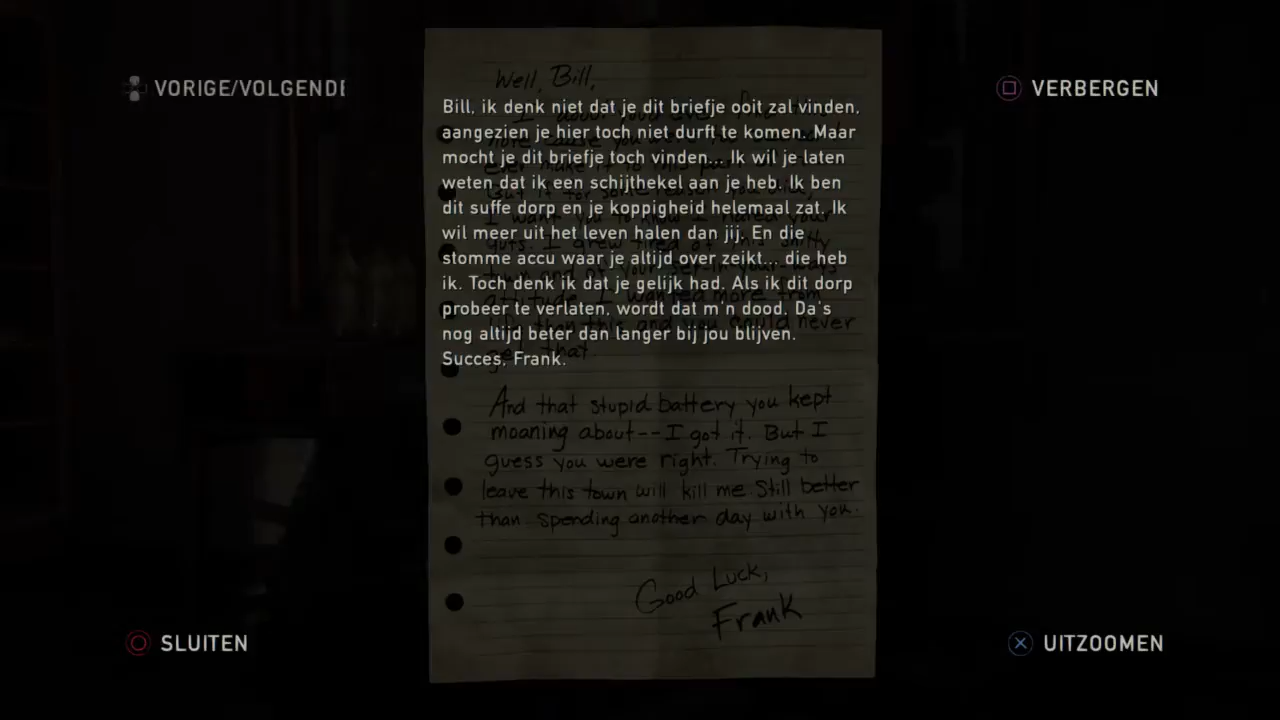 VORIGE/VOLGENDE
VERBERGEN
Well, Bill,
Bill, ik denk niet dat je dit briefje ooit zal vinden,
aangezien je hier toch niet durft te komen. Maar
mocht je dit briefje toch vinden... Ik wil je laten
weten dat ik een schijthekel aan je heb. Ik ben
dit suffe dorp en je koppigheid helemaal zat. Ik
wil meer uit het leven halen dan jij. En die
stomme accu waar je altijd over zeikt... die heb
ik. Toch denk ik dat je gelijk had. Als ik dit dorp
probeer te verlaten, wordt dat m'n dood. Da's
nog altijd beter dan langer bij jou blijven.
Succes, Frank.
And that stupid battery you kept
moaning about--I got it. But I
guess you were right. Trying to
leave this town will kill me. Still better
than spending another day with you.
Good Luck,
Frank
SLUITEN
UITZOOMEN